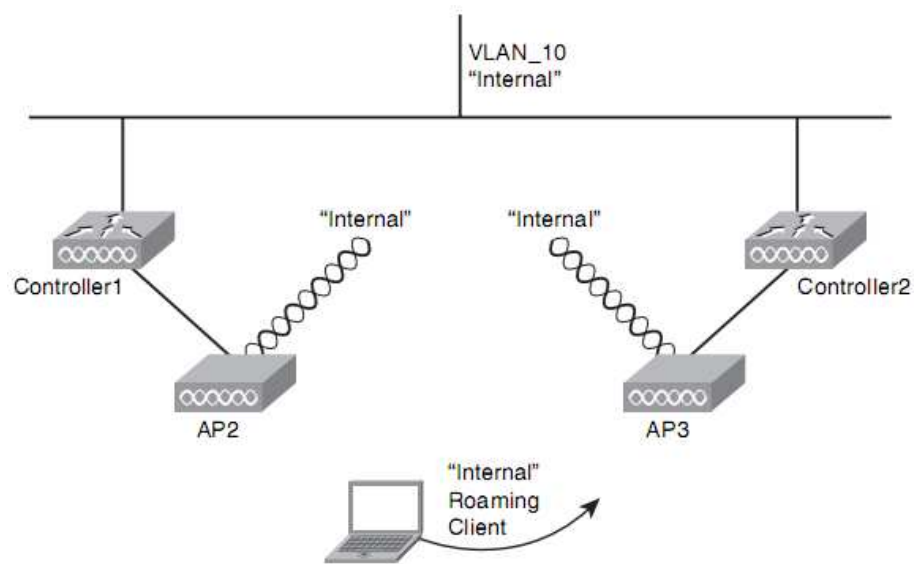 VLAN_10
“Internal”
“Internal”
“Internal”
Controller1
Controller2
AP2
AP3
“Internal”
Roaming
Client